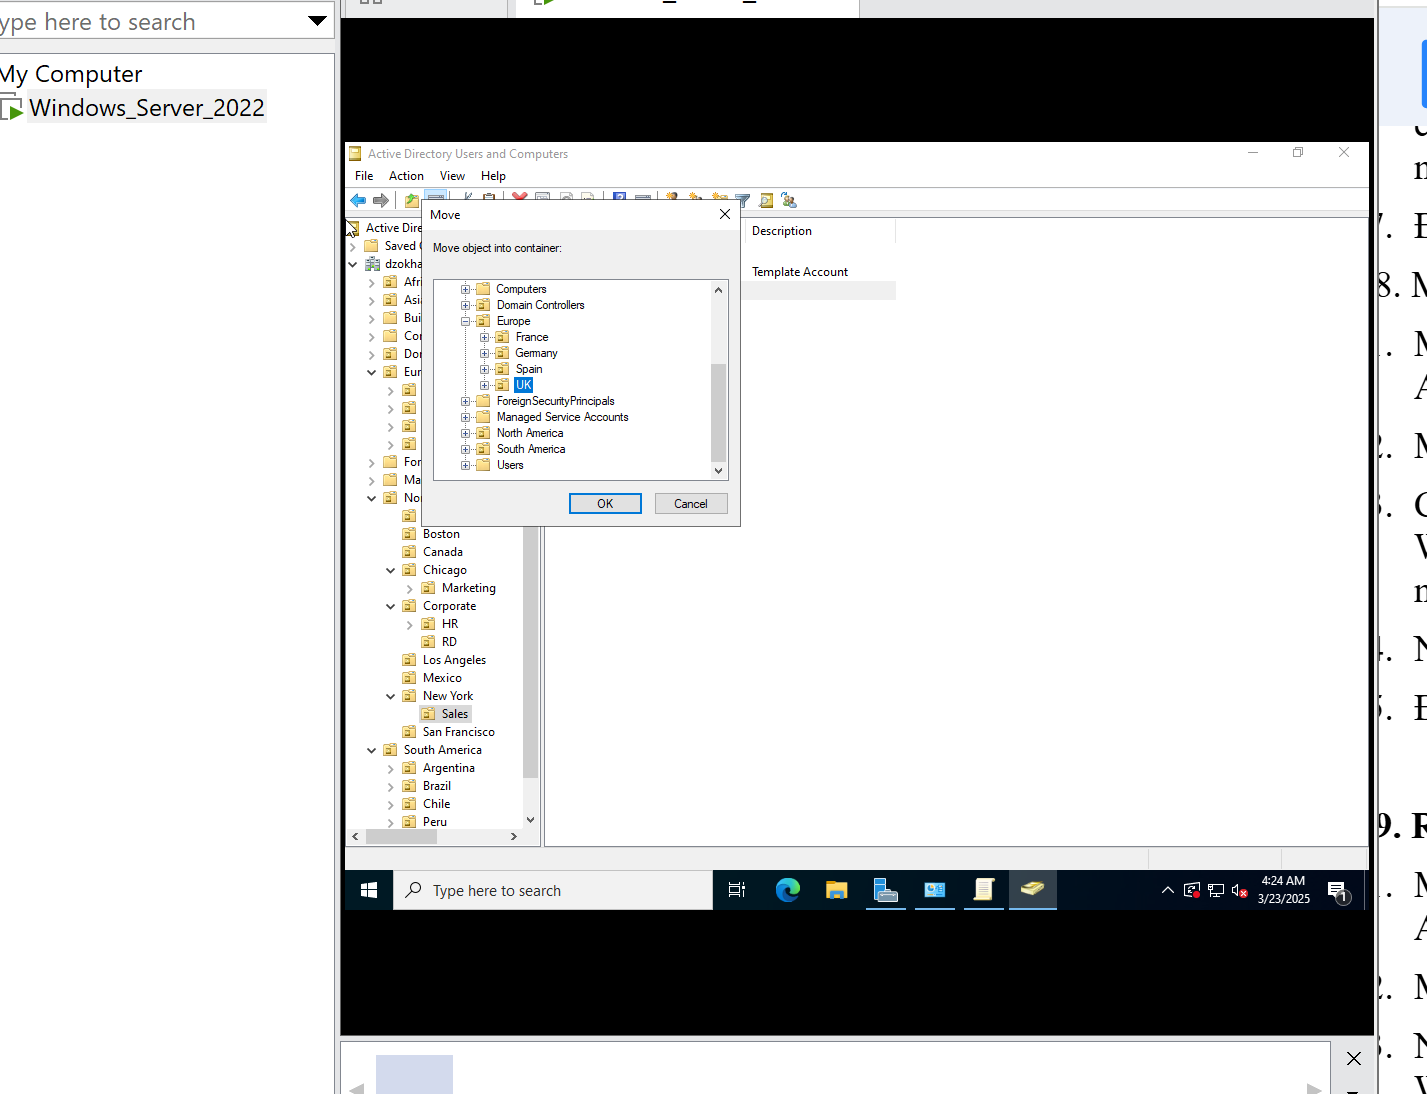 ype here to search
My Computer
Windows_Server_2022
Active Directory Users and Computers
File Action View Help
Move
Move object into container:
Computers
Domain Controllers
Europe
France
Germany
Spain
UK
ForeignSecurityPrincipals
Managed Service Accounts
North America
South America
Users
OK Cancel
Description
Template Account
Active Dire
Saved
dzokha
Afri
Asi
Bui
Co
Do
Eur
For
Ma
No
Boston
Canada
Chicago
Marketing
Corporate
HR
RD
Los Angeles
Mexico
New York
Sales
San Francisco
South America
Argentina
Brazil
Chile
Peru
Type here to search
4:24 AM
3/23/2025
1
8. M
9. R